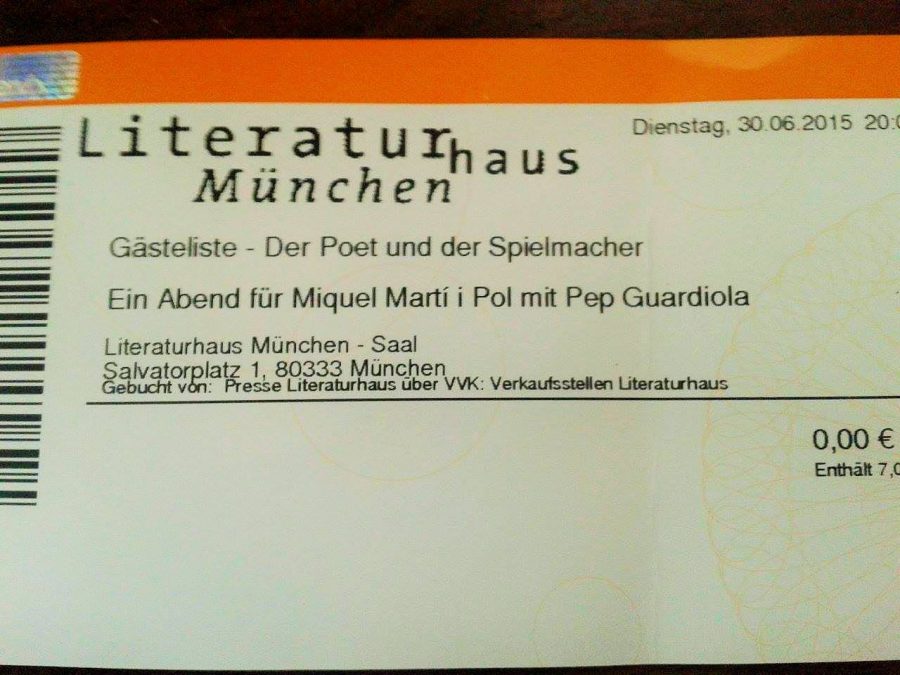 Literaturhaus
München
Dienstag, 30.06.2015 20:0
Gästeliste - Der Poet und der Spielmacher
Ein Abend für Miquel Martí i Pol mit Pep Guardiola
Literaturhaus München - Saal
Salvatorplatz 1, 80333 München
Gebucht von: Presse Literaturhaus über VVK: Verkaufsstellen Literaturhaus
0,00 €
Enthält 7,0